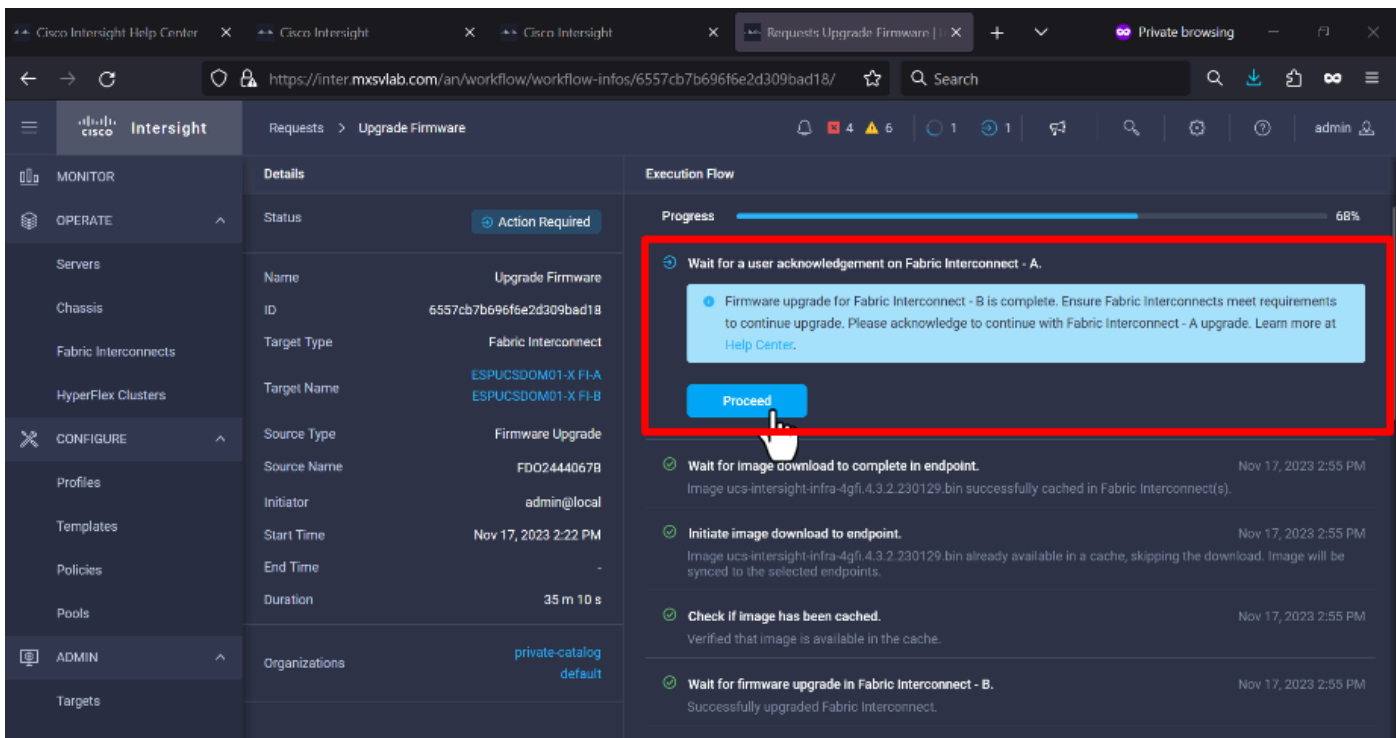 Cisco Intersight Help Center
Cisco Intersight
Cisco Intersight
Requests Upgrade Firmware | I
Private browsing
https://inter.mxsvlab.com/an/workflow/workflow-infos/6557cb7b696f6e2d309bad18/
Search
cisco Intersight
Requests > Upgrade Firmware
4 6 1 1
admin
MONITOR
OPERATE
Servers
Chassis
Fabric Interconnects
HyperFlex Clusters
CONFIGURE
Profiles
Templates
Policies
Pools
ADMIN
Targets
Details
Status Action Required
Name Upgrade Firmware
ID 6557cb7b696f6e2d309bad18
Target Type Fabric Interconnect
Target Name ESPUCSDOM01-X FI-A
ESPUCSDOM01-X FI-B
Source Type Firmware Upgrade
Source Name FDO2444067B
Initiator admin@local
Start Time Nov 17, 2023 2:22 PM
End Time -
Duration 35 m 10 s
Organizations private-catalog
default
Execution Flow
Progress 68%
Wait for a user acknowledgement on Fabric Interconnect - A.
Firmware upgrade for Fabric Interconnect - B is complete. Ensure Fabric Interconnects meet requirements
to continue upgrade. Please acknowledge to continue with Fabric Interconnect - A upgrade. Learn more at
Help Center.
Proceed
Wait for image download to complete in endpoint. Nov 17, 2023 2:55 PM
Image ucs-intersight-infra-4gfi.4.3.2.230129.bin successfully cached in Fabric Interconnect(s).
Initiate image download to endpoint. Nov 17, 2023 2:55 PM
Image ucs-intersight-infra-4gfi.4.3.2.230129.bin already available in a cache, skipping the download. Image will be
synced to the selected endpoints.
Check if image has been cached. Nov 17, 2023 2:55 PM
Verified that image is available in the cache.
Wait for firmware upgrade in Fabric Interconnect - B. Nov 17, 2023 2:55 PM
Successfully upgraded Fabric Interconnect.